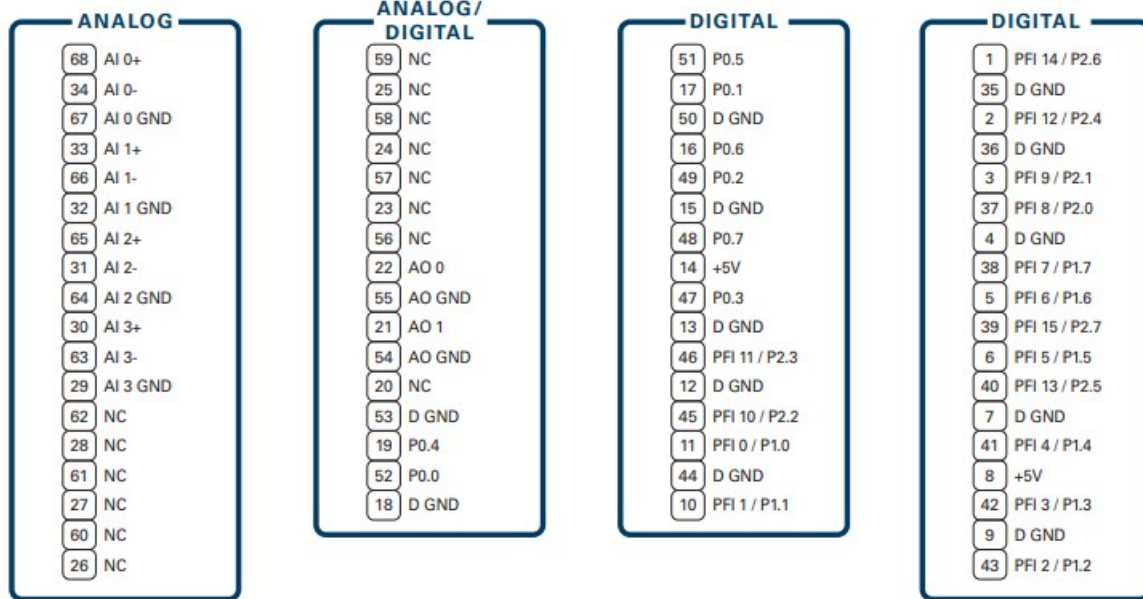 ANALOG
68 AI 0+
34 AI 0-
67 AI 0 GND
33 AI 1+
66 AI 1-
32 AI 1 GND
65 AI 2+
31 AI 2-
64 AI 2 GND
30 AI 3+
63 AI 3-
29 AI 3 GND
62 NC
28 NC
61 NC
27 NC
60 NC
26 NC
ANALOG/
DIGITAL
59 NC
25 NC
58 NC
24 NC
57 NC
23 NC
56 NC
22 AO 0
55 AO GND
21 AO 1
54 AO GND
20 NC
53 D GND
19 P0.4
52 P0.0
18 D GND
DIGITAL
51 P0.5
17 P0.1
50 D GND
16 P0.6
49 P0.2
15 D GND
48 P0.7
14 +5V
47 P0.3
13 D GND
46 PFI 11 / P2.3
12 D GND
45 PFI 10 / P2.2
11 PFI 0 / P1.0
44 D GND
10 PFI 1 / P1.1
DIGITAL
1 PFI 14 / P2.6
35 D GND
2 PFI 12 / P2.4
36 D GND
3 PFI 9 / P2.1
37 PFI 8 / P2.0
4 D GND
38 PFI 7 / P1.7
5 PFI 6 / P1.6
39 PFI 15 / P2.7
6 PFI 5 / P1.5
40 PFI 13 / P2.5
7 D GND
41 PFI 4 / P1.4
8 +5V
42 PFI 3 / P1.3
9 D GND
43 PFI 2 / P1.2